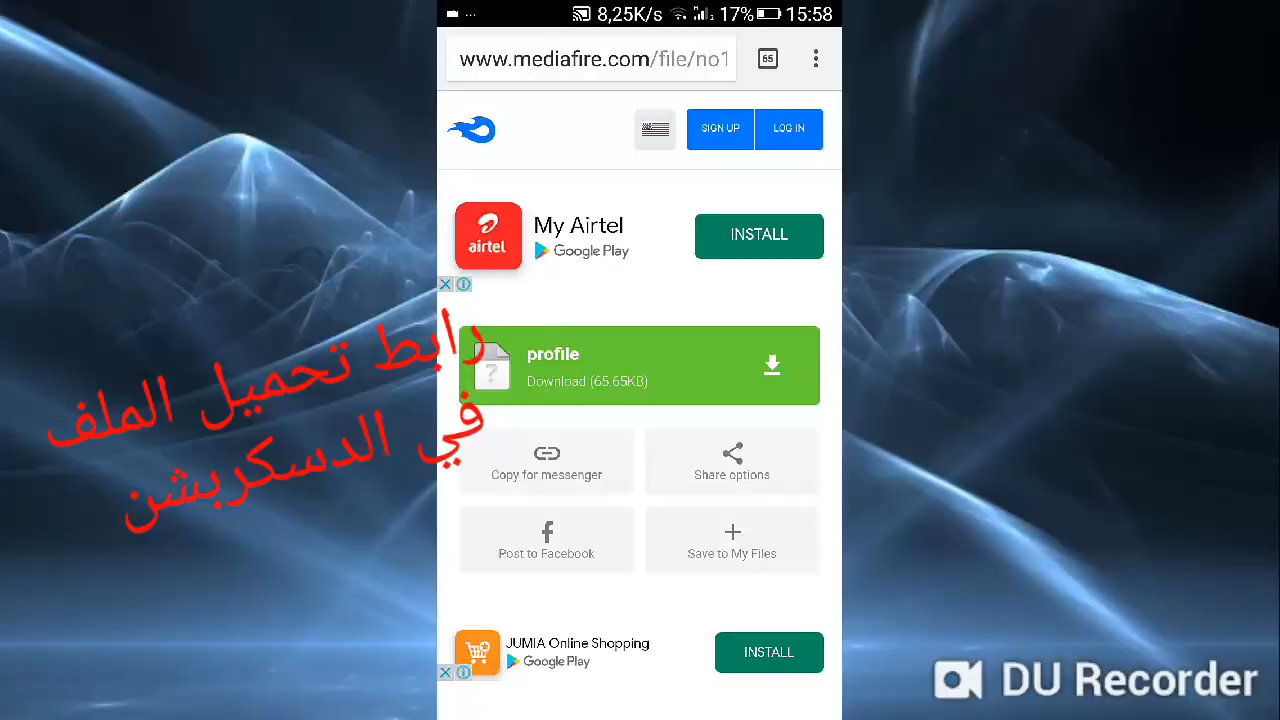 8,25K/s 17% 15:58
www.mediafire.com/file/no1
65
SIGN UP
LOG IN
airtel
My Airtel
Google Play
INSTALL
profile
Download (65.65KB)
رابط تحميل الملف
في الدسكربشن
Copy for messenger
Share options
Post to Facebook
Save to My Files
JUMIA Online Shopping
Google Play
INSTALL
DU Recorder